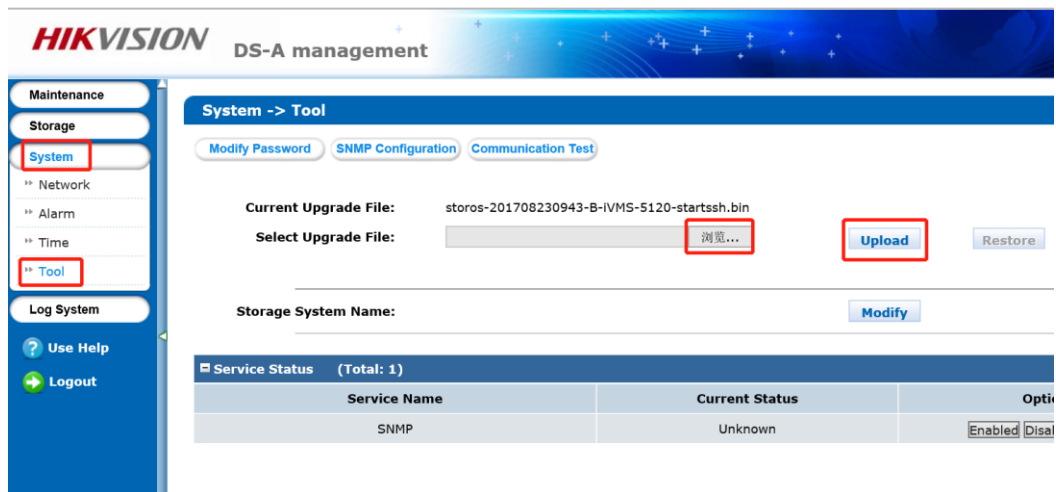 HIKVISION DS-A management
Maintenance
Storage
System
Network
Alarm
Time
Tool
Log System
Use Help
Logout
System -> Tool
Modify Password SNMP Configuration Communication Test
Current Upgrade File: storos-201708230943-B-iVMS-5120-startssh.bin
Select Upgrade File: 浏览... Upload Restore
Storage System Name: Modify
Service Status (Total: 1)
Service Name Current Status Optio
SNMP Unknown Enabled Disal